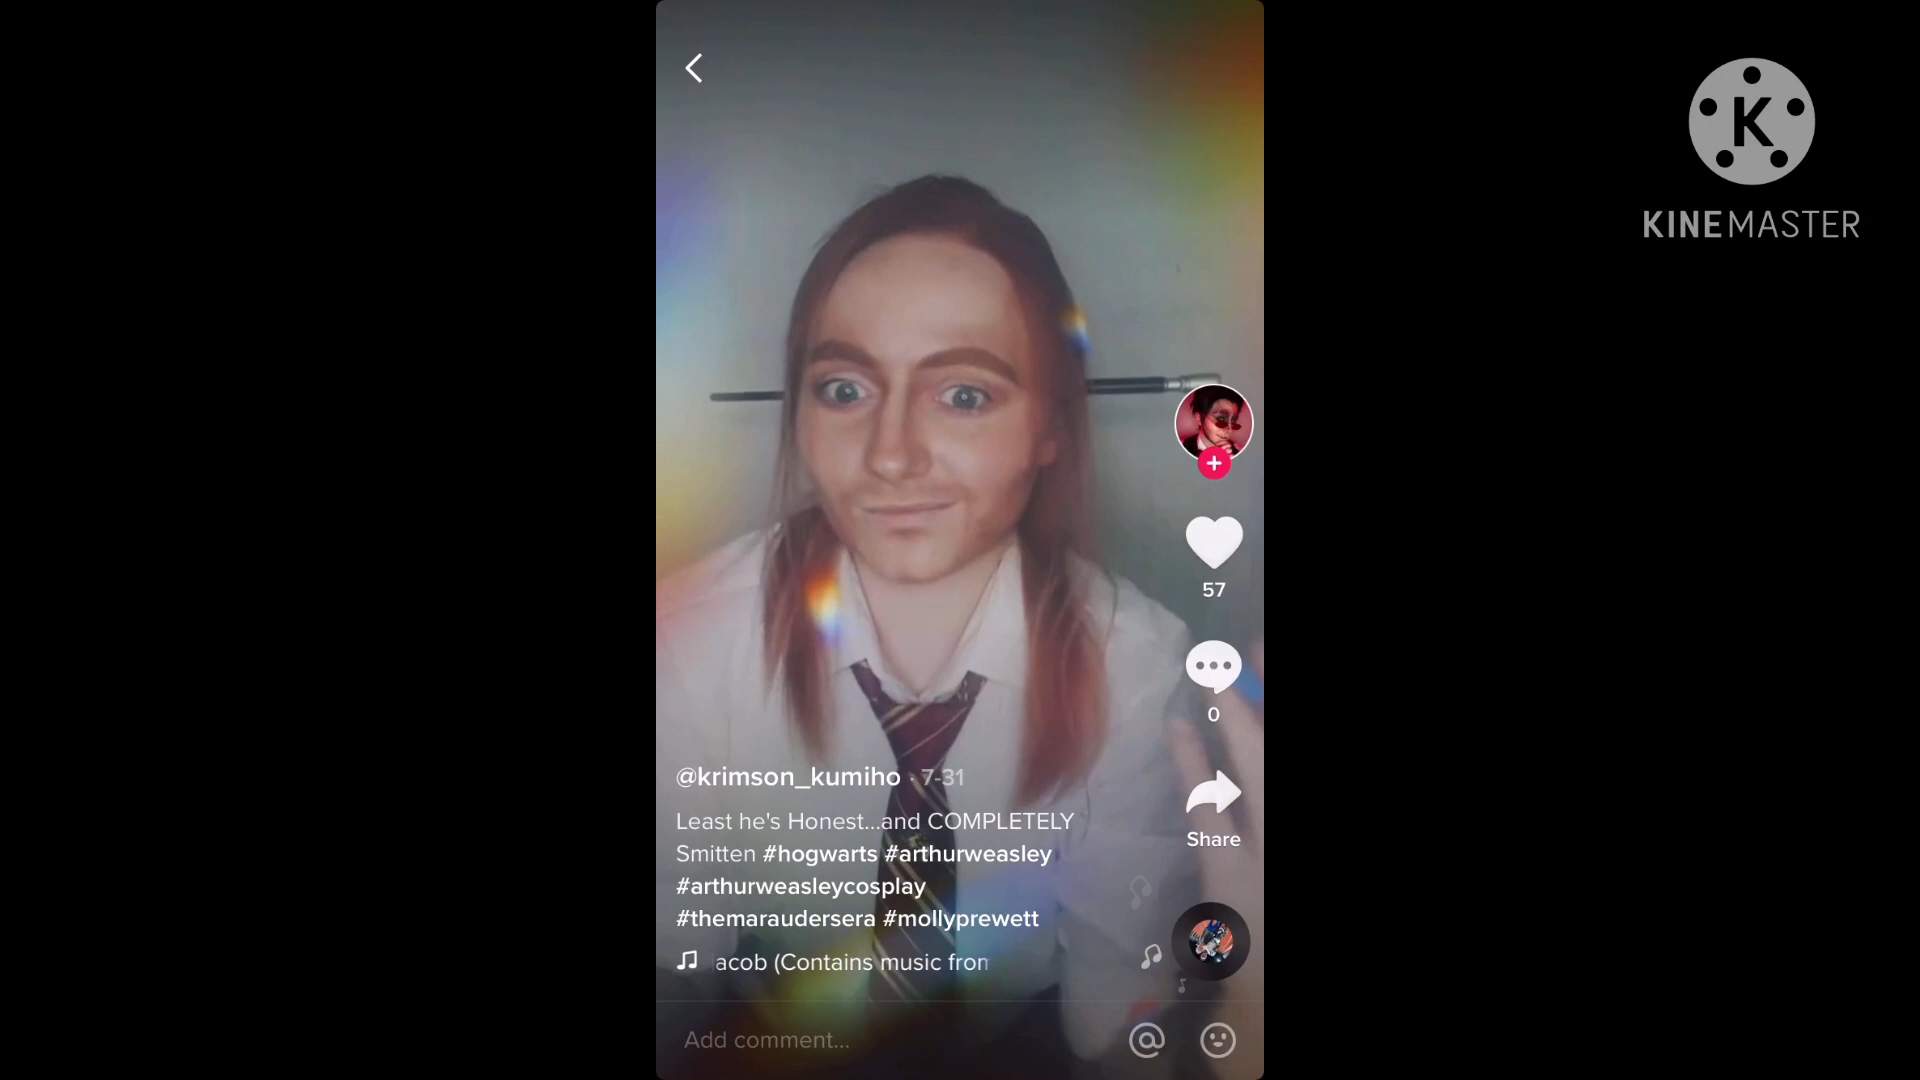 K
KINEMASTER
57
0
@krimson_kumiho · 7-31
Share
Least he's Honest...and COMPLETELY
Smitten #hogwarts #arthurweasley
#arthurweasleycosplay
#themaraudersera #mollyprewett
acob (Contains music from
Add comment...